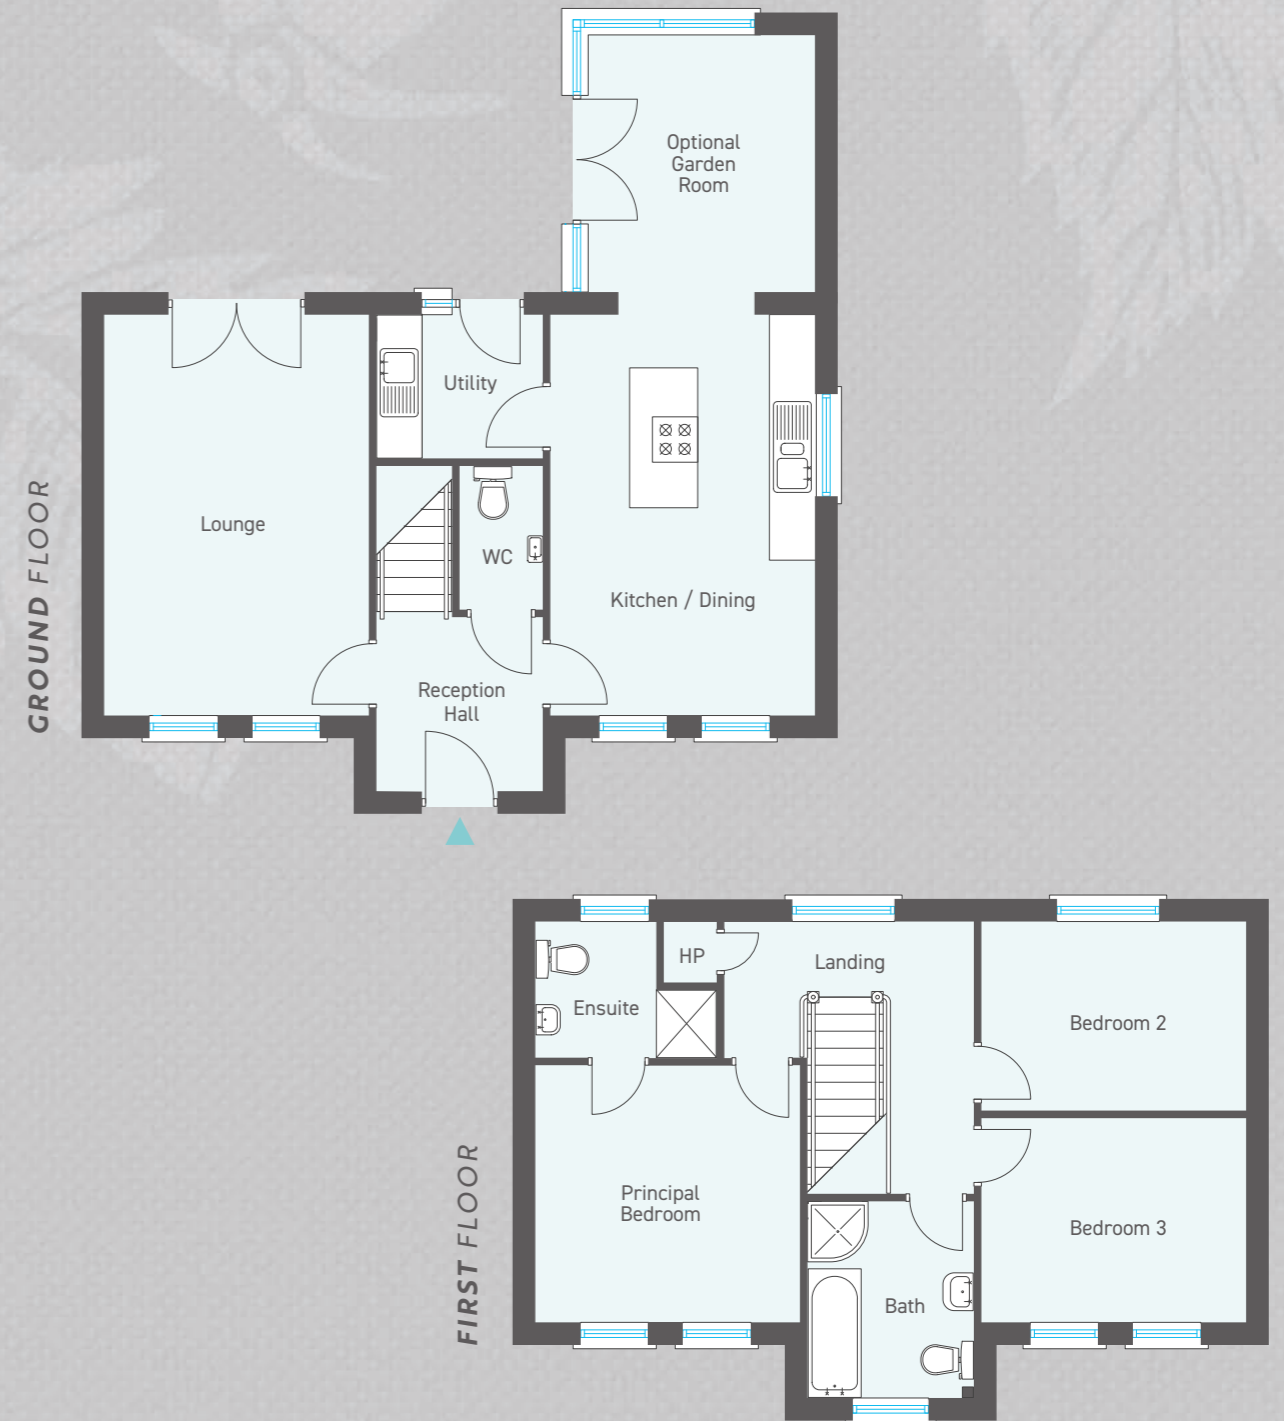 GROUND FLOOR
Optional
Garden
Room
Utility
Lounge
WC
Kitchen / Dining
Reception
Hall
FIRST FLOOR
HP
Landing
Ensuite
Bedroom 2
Principal
Bedroom
Bedroom 3
Bath